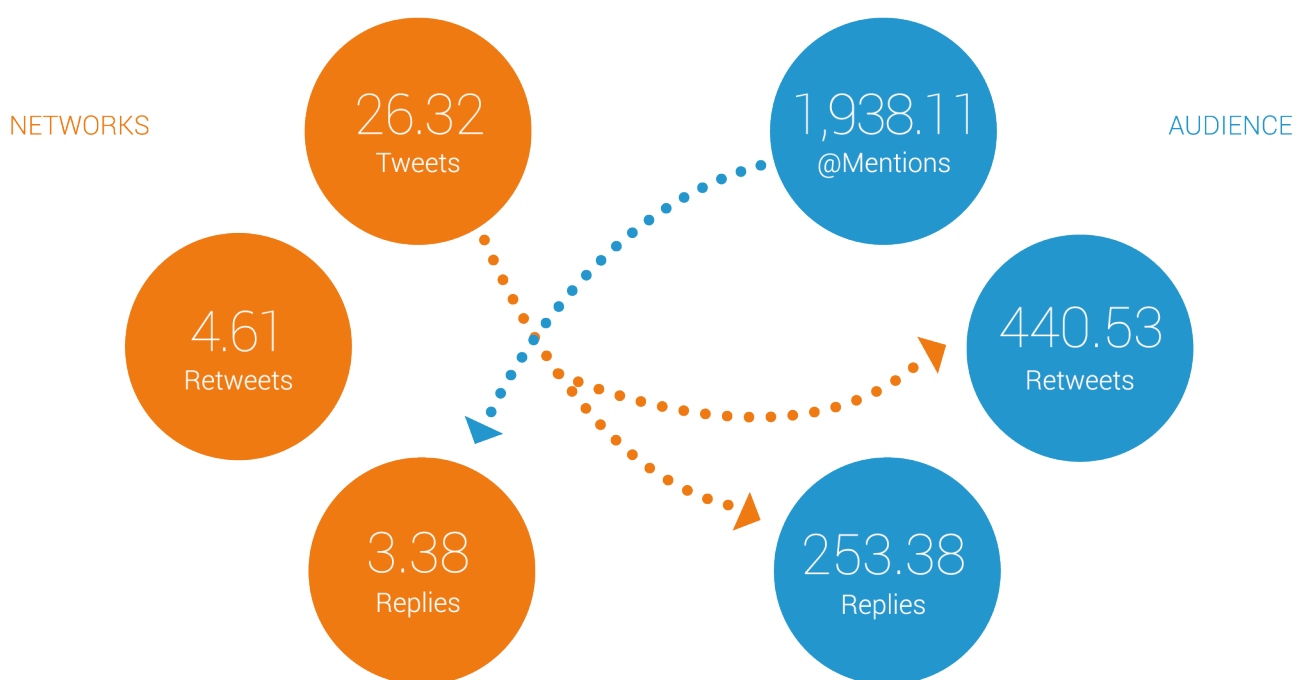 NETWORKS
26.32
Tweets
4.61
Retweets
3.38
Replies
1,938.11
@Mentions
440.53
Retweets
253.38
Replies
AUDIENCE